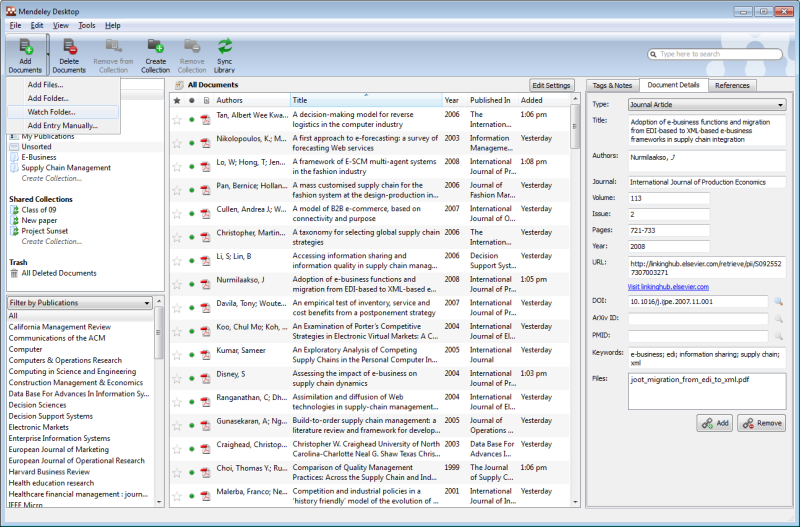 Mendeley Desktop
File Edit View Tools Help
Add Documents
Delete Documents
Remove from Collection
Create Collection
Remove Collection
Sync Library
Type here to search
Add Files...
Add Folder...
Watch Folder...
Add Entry Manually...
My Publications
Unsorted
E-Business
Supply Chain Management
Create Collection...
Shared Collections
Class of 09
New paper
Project Sunset
Create Collection...
Trash
All Deleted Documents
Filter by Publications
All
California Management Review
Communications of the ACM
Computer
Computers & Operations Research
Computing in Science and Engineering
Construction Management & Economics
Data Base For Advances In Information Sy...
Decision Sciences
Decision Support Systems
Electronic Markets
Enterprise Information Systems
European Journal of Marketing
European Journal of Operational Research
Harvard Business Review
Health education research
Healthcare financial management : journ...
IEEE Micro
All Documents
Edit Settings
Authors Title Year Published In Added
Tan, Albert Wee Kwa... A decision-making model for reverse logistics in the computer industry 2006 The Internation... 1:06 pm
Nikolopoulos, K.; M... A first approach to e-forecasting: a survey of forecasting Web services 2003 Information Manageme... Yesterday
Lo, W; Hong, T; Jen... A framework of E-SCM multi-agent systems in the fashion industry 2008 International Journal of Pr... 1:08 pm
Pan, Bernice; Hollan... A mass customised supply chain for the fashion system at the design-production in... 2006 Journal of Fashion Mar... Yesterday
Cullen, Andrea J; W... A model of B2B e-commerce, based on connectivity and purpose 2007 International Journal of O... Yesterday
Christopher, Martin... A taxonomy for selecting global supply chain strategies 2006 The Internation... Yesterday
Li, S; Lin, B Accessing information sharing and information quality in supply chain manag... 2006 Decision Support Syst... Yesterday
Nurmilaakso, J Adoption of e-business functions and migration from EDI-based to XML-based e... 2008 International Journal of Pr... 1:05 pm
Davila, Tony; Woute... An empirical test of inventory, service and cost benefits from a postponement strategy 2007 International Journal of Pr... Yesterday
Koo, Chul Mo; Koh, ... An Examination of Porter's Competitive Strategies in Electronic Virtual Markets: A C... 2004 International Journal of El... Yesterday
Kumar, Sameer An Exploratory Analysis of Competing Supply Chains in the Personal Computer In... 2005 International Journal Yesterday
Disney, S Assessing the impact of e-business on supply chain dynamics 2004 International Journal of Pr... 1:03 pm
Ranganathan, C; Dh... Assimilation and diffusion of Web technologies in supply-chain management... 2004 International Journal of El... Yesterday
Gunasekaran, A; Ng... Build-to-order supply chain management: a literature review and framework for develop... 2005 Journal of Operations ... Yesterday
Craighead, Christop... Christopher W. Craighead University of North Carolina-Charlotte Neal G. Shaw Texas Chris... 2003 Data Base For Advances I... Yesterday
Choi, Thomas Y.; Ru... Comparison of Quality Management Practices: Across the Supply Chain and Ind... 1999 The Journal of Supply C... 1:06 pm
Malerba, Franco; Ne... Competition and industrial policies in a 'history friendly' model of the evolution of ... 2001 International Journal of In... Yesterday
Tags & Notes Document Details References
Type: Journal Article
Title:
Adoption of e-business functions and migration
from EDI-based to XML-based e-business
frameworks in supply chain integration
Authors:
Nurmilaakso, J
Journal: International Journal of Production Economics
Volume: 113
Issue: 2
Pages: 721-733
Year: 2008
URL: http://linkinghub.elsevier.com/retrieve/pii/S092552
7307003271
Visit linkinghub.elsevier.com
DOI: 10.1016/j.ijpe.2007.11.001
ArXiv ID:
PMID:
Keywords: e-business; edi; information sharing; supply chain;
xml
Files: joot_migration_from_edi_to_xml.pdf
Add Remove